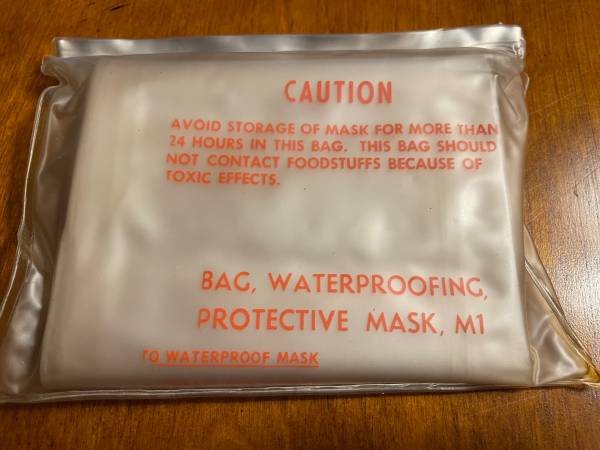 CAUTION
AVOID STORAGE OF MASK FOR MORE THAN
24 HOURS IN THIS BAG. THIS BAG SHOULD
NOT CONTACT FOODSTUFFS BECAUSE OF
TOXIC EFFECTS.
BAG, WATERPROOFING,
PROTECTIVE MASK, M1
TO WATERPROOF MASK